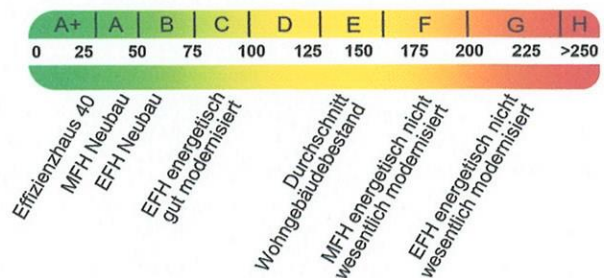 A+ A B C D E F G H
0 25 50 75 100 125 150 175 200 225 >250
Effizienzhaus 40
MFH Neubau
EFH Neubau
EFH energetisch
gut modernisiert
Durchschnitt
Wohngebäudebestand
MFH energetisch nicht
wesentlich modernisiert
EFH energetisch nicht
wesentlich modernisiert